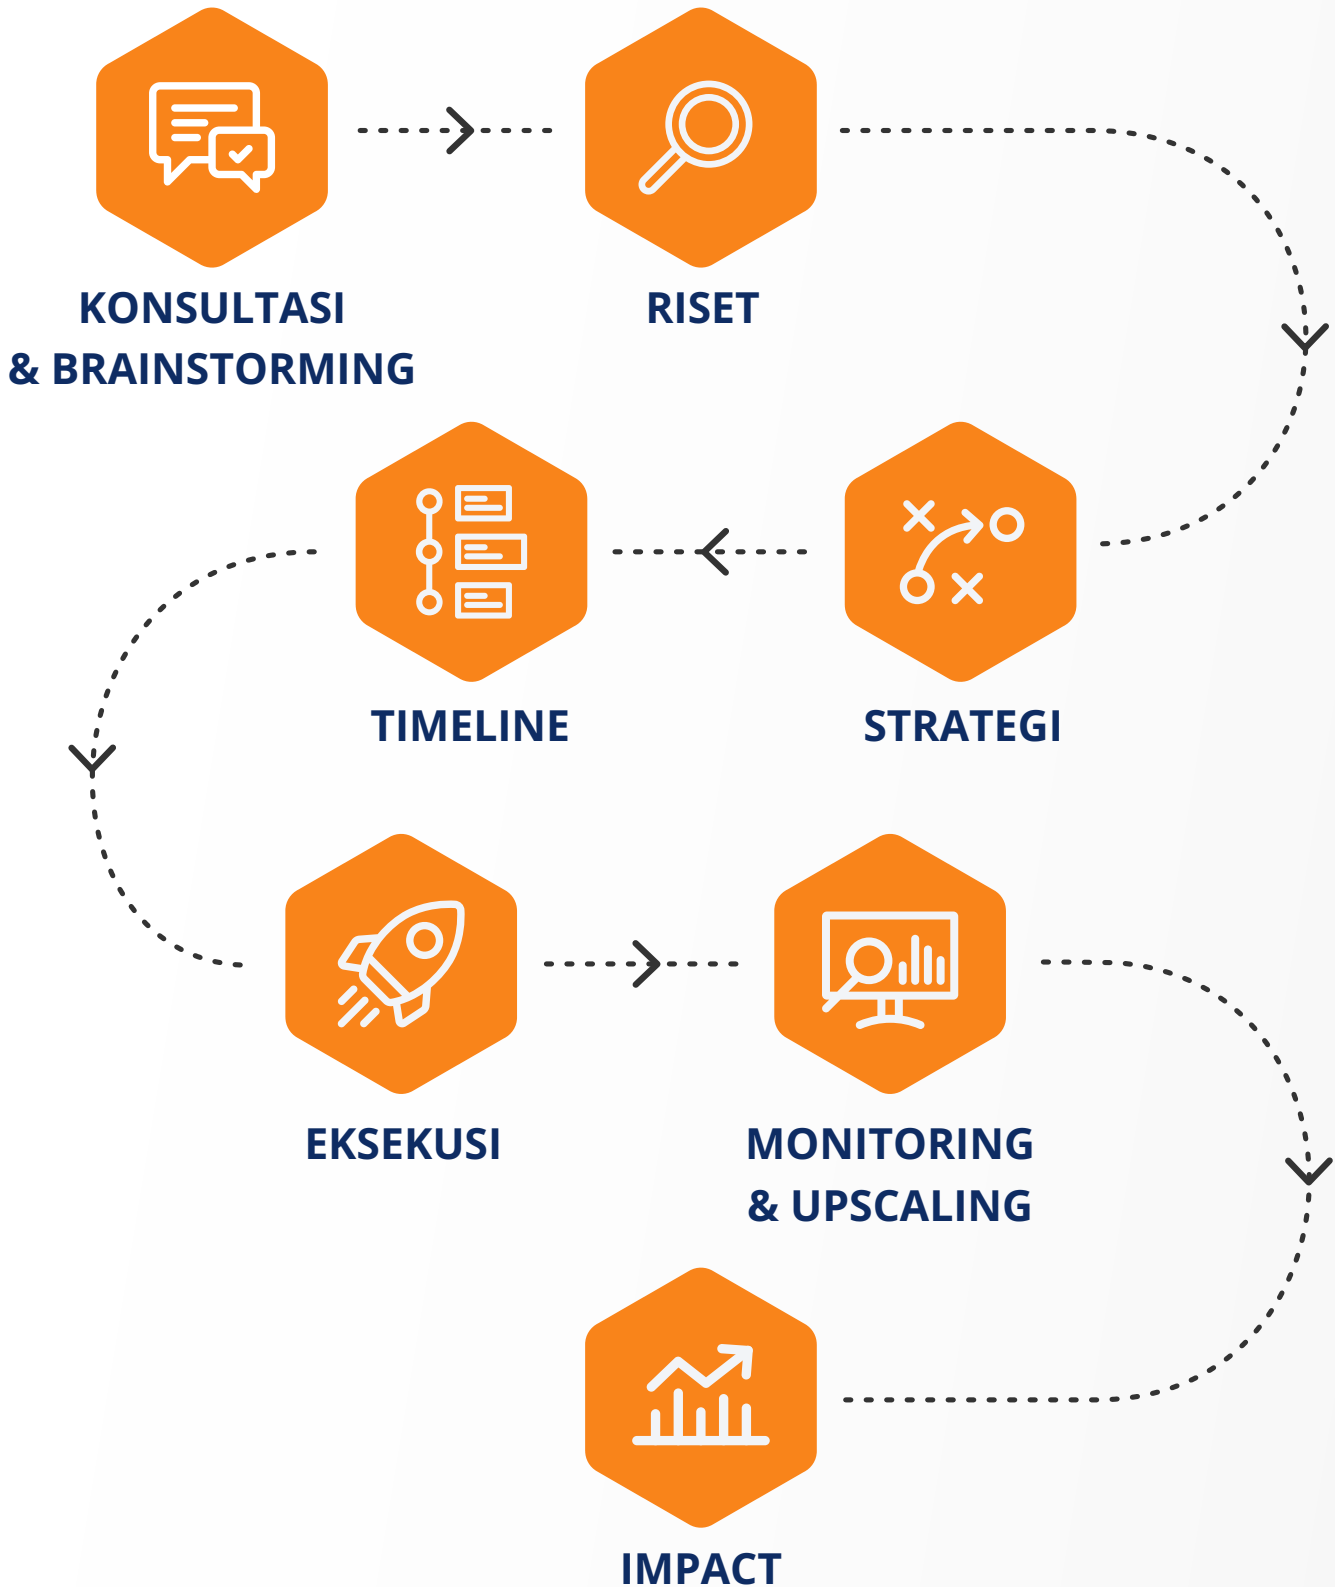 KONSULTASI
& BRAINSTORMING
RISET
STRATEGI
TIMELINE
EKSEKUSI
MONITORING
& UPSCALING
IMPACT